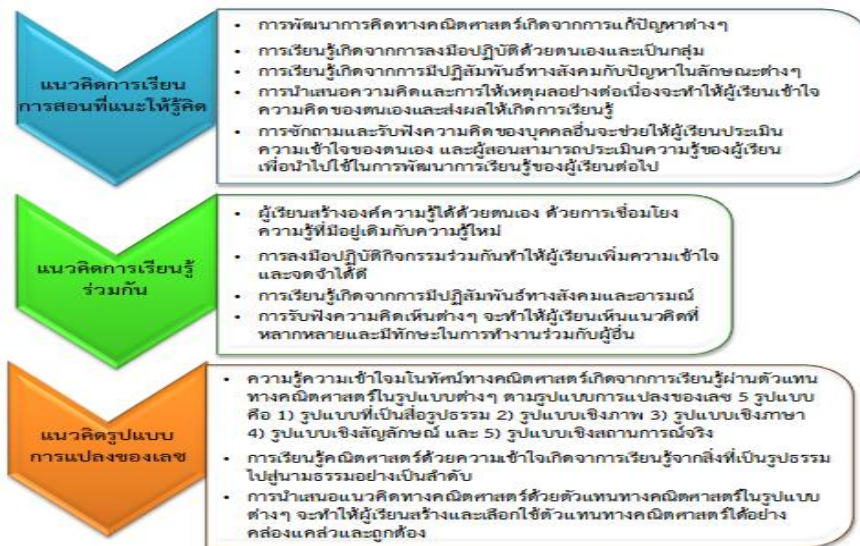 แนวคิดการเรียน
การสอนที่แนะให้รู้คิด
• การพัฒนาการคิดทางคณิตศาสตร์เกิดจากการแก้ปัญหาต่างๆ
• การเรียนรู้เกิดจากการลงมือปฏิบัติด้วยตนเองและเป็นกลุ่ม
• การเรียนรู้เกิดจากการมีปฏิสัมพันธ์ทางสังคมกับปัญหาในลักษณะต่างๆ
• การนำเสนอความคิดและการให้เหตุผลอย่างต่อเนื่องจะทำให้ผู้เรียนเข้าใจ
ความคิดของตนเองและส่งผลให้เกิดการเรียนรู้
• การซักถามและรับฟังความคิดของบุคคลอื่นจะช่วยให้ผู้เรียนประเมิน
ความเข้าใจของตนเอง และผู้สอนสามารถประเมินความรู้ของผู้เรียน
เพื่อนำไปใช้ในการพัฒนาการเรียนรู้ของผู้เรียนต่อไป
แนวคิดการเรียนรู้
ร่วมกัน
• ผู้เรียนสร้างองค์ความรู้ได้ด้วยตนเอง ด้วยการเชื่อมโยง
ความรู้ที่มีอยู่เดิมกับความรู้ใหม่
• การลงมือปฏิบัติกิจกรรมร่วมกันทำให้ผู้เรียนเพิ่มความเข้าใจ
และจดจำได้ดี
• การเรียนรู้เกิดจากการมีปฏิสัมพันธ์ทางสังคมและอารมณ์
• การรับฟังความคิดเห็นต่างๆ จะทำให้ผู้เรียนเห็นแนวคิดที่
หลากหลายและมีทักษะในการทำงานร่วมกับผู้อื่น
แนวคิดรูปแบบ
การแปลงของเลช
• ความรู้ความเข้าใจมโนทัศน์ทางคณิตศาสตร์เกิดจากการเรียนรู้ผ่านตัวแทน
ทางคณิตศาสตร์ในรูปแบบต่างๆ ตามรูปแบบการแปลงของเลช 5 รูปแบบ
คือ 1) รูปแบบที่เป็นสื่อรูปธรรม 2) รูปแบบเชิงภาพ 3) รูปแบบเชิงภาษา
4) รูปแบบเชิงสัญลักษณ์ และ 5) รูปแบบเชิงสถานการณ์จริง
• การเรียนรู้คณิตศาสตร์ด้วยความเข้าใจเกิดจาการเรียนรู้จากสิ่งที่เป็นรูปธรรม
ไปสู่นามธรรมอย่างเป็นลำดับ
• การนำเสนอแนวคิดทางคณิตศาสตร์ด้วยตัวแทนทางคณิตศาสตร์ในรูปแบบ
ต่างๆ จะทำให้ผู้เรียนสร้างและเลือกใช้ตัวแทนทางคณิตศาสตร์ได้อย่าง
คล่องแคล่วและถูกต้อง